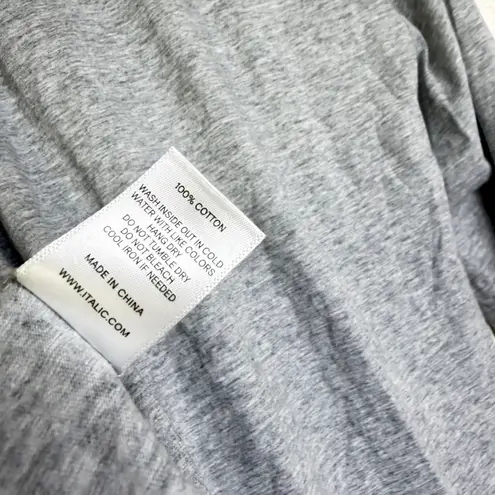 100% COTTON
WASH INSIDE OUT IN COLD
WATER WITH LIKE COLORS
HANG DRY
DO NOT TUMBLE DRY
DO NOT BLEACH
COOL IRON IF NEEDED
MADE IN CHINA
WWW.ITALIC.COM